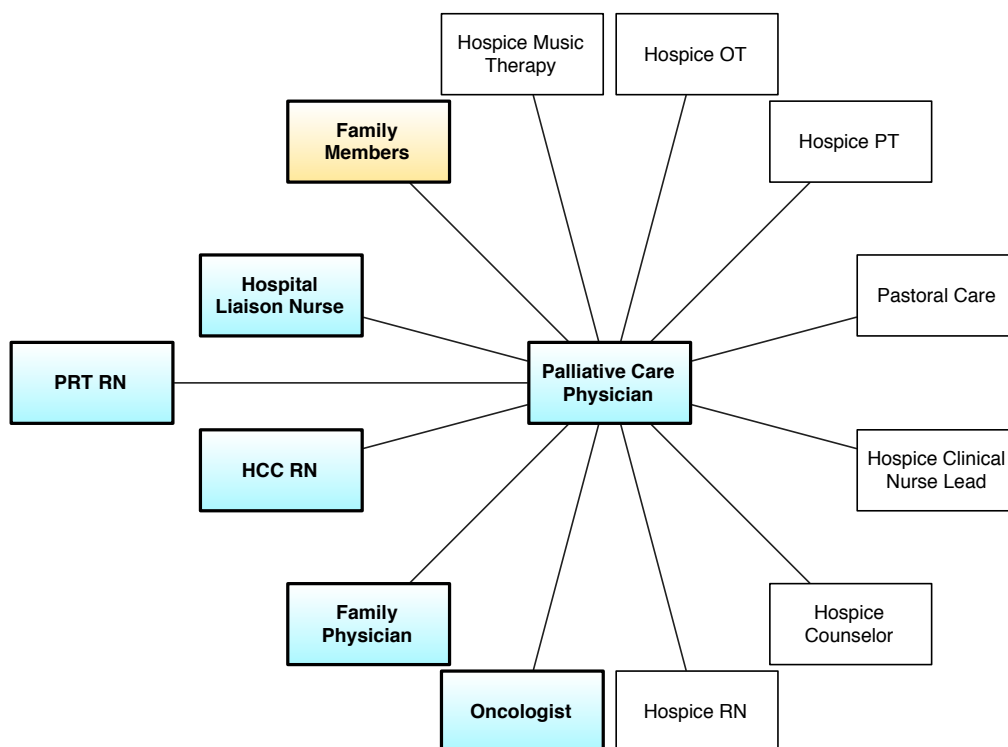 Hospice Music
Therapy
Hospice OT
Family
Members
Hospice PT
Hospital
Liaison Nurse
Pastoral Care
PRT RN
Palliative Care
Physician
HCC RN
Hospice Clinical
Nurse Lead
Family
Physician
Hospice
Counselor
Oncologist
Hospice RN